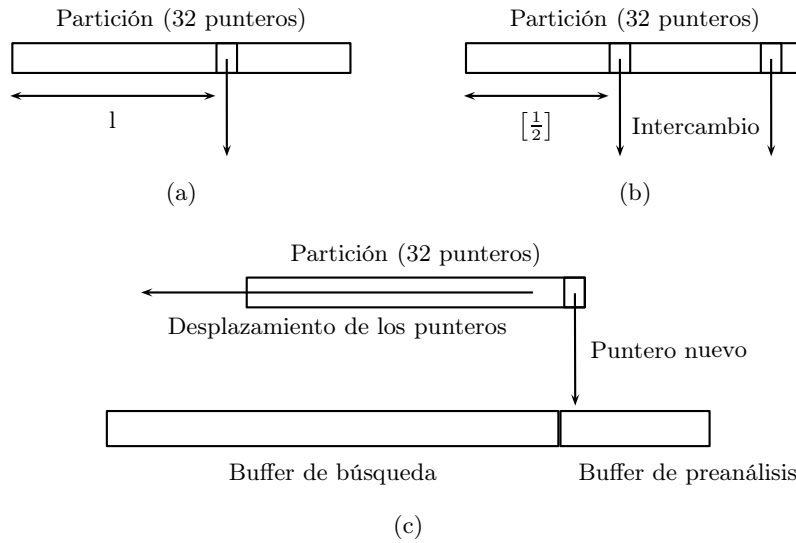 Partición (32 punteros)
Partición (32 punteros)
l
[1/2]
Intercambio
(a)
(b)
Partición (32 punteros)
Desplazamiento de los punteros
Puntero nuevo
Buffer de búsqueda
Buffer de preanálisis
(c)